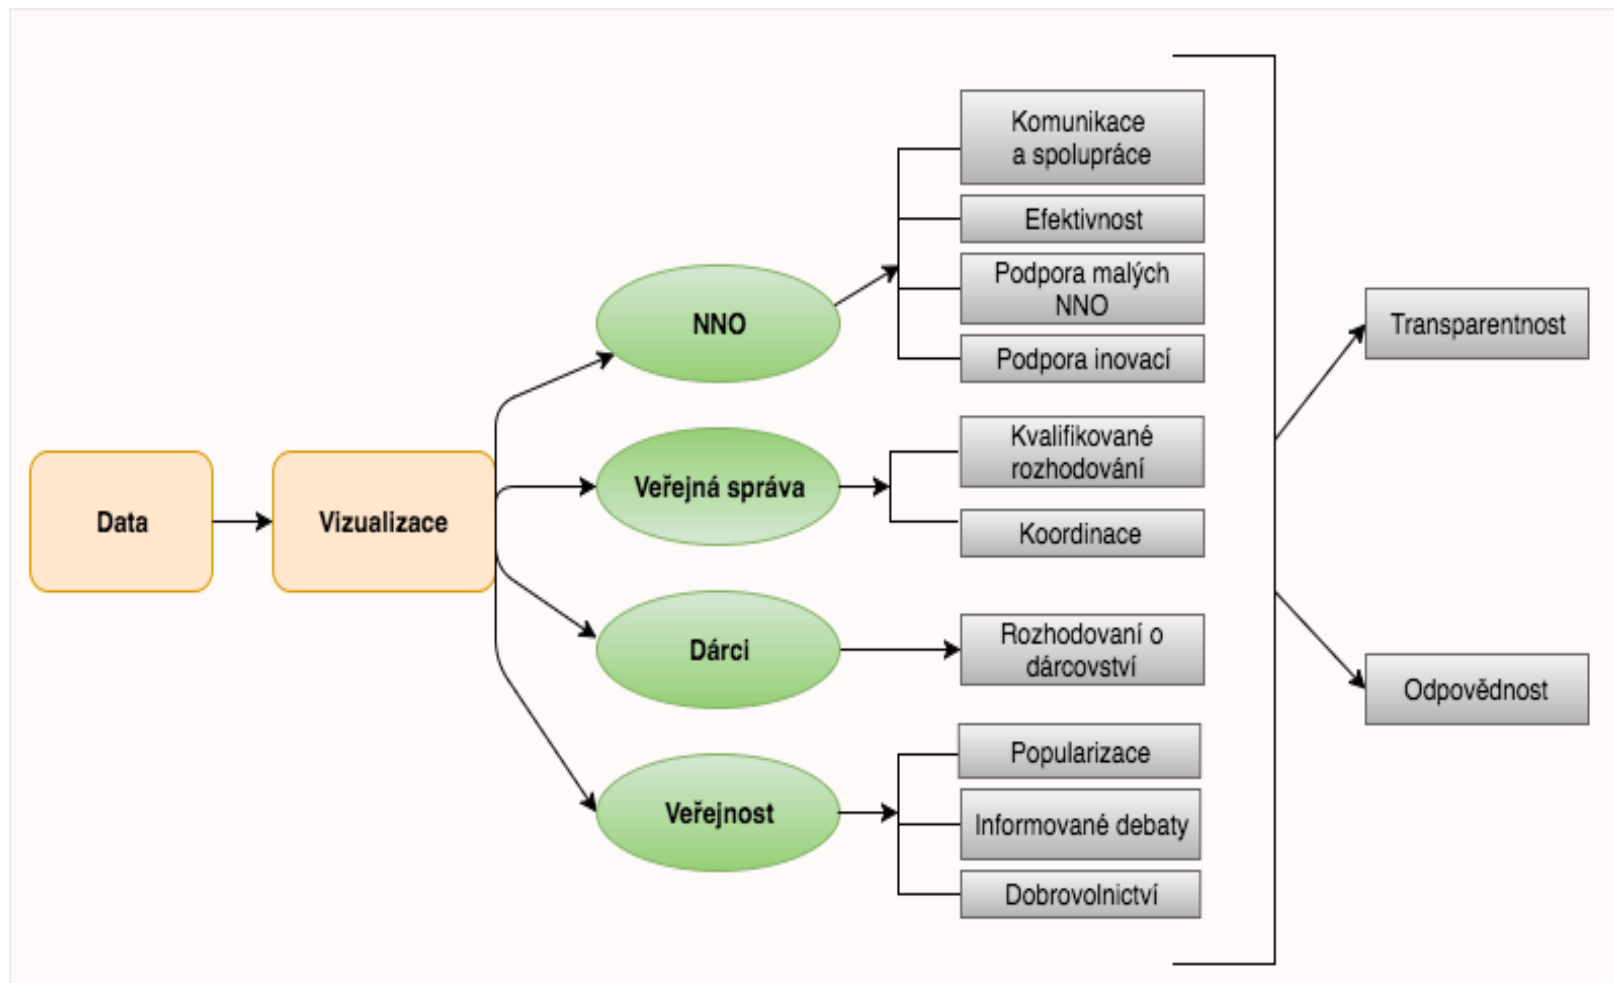 Data
Vizualizace
NNO
Komunikace
a spolupráce
Efektivnost
Podpora malých
NNO
Podpora inovací
Veřejná správa
Kvalifikované
rozhodování
Koordinace
Dárci
Rozhodovaní o
dárcovství
Veřejnost
Popularizace
Informované debaty
Dobrovolnictví
Transparentnost
Odpovědnost